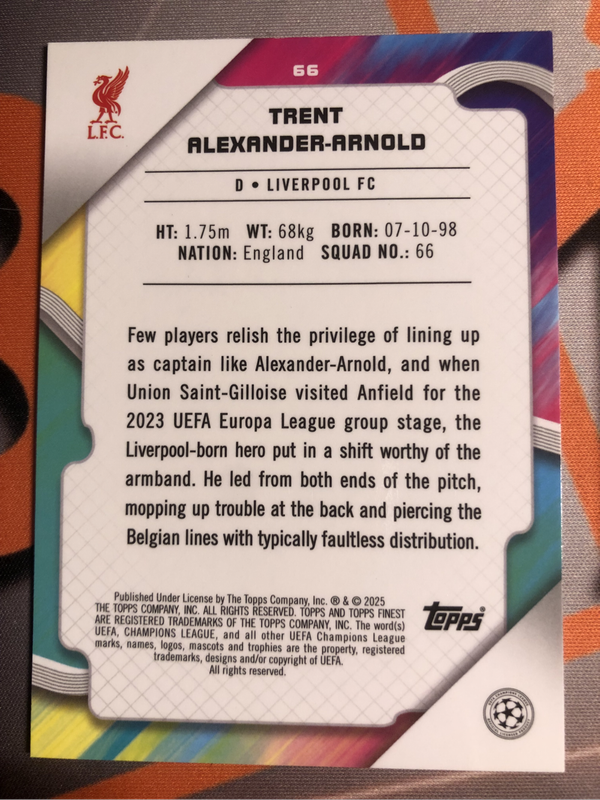 66
L.F.C.
TRENT
ALEXANDER-ARNOLD
D • LIVERPOOL FC
HT: 1.75m WT: 68kg BORN: 07-10-98
NATION: England SQUAD NO.: 66
Few players relish the privilege of lining up
as captain like Alexander-Arnold, and when
Union Saint-Gilloise visited Anfield for the
2023 UEFA Europa League group stage, the
Liverpool-born hero put in a shift worthy of the
armband. He led from both ends of the pitch,
mopping up trouble at the back and piercing the
Belgian lines with typically faultless distribution.
Published Under License by The Topps Company, Inc. ® & © 2025
THE TOPPS COMPANY, INC. ALL RIGHTS RESERVED. TOPPS AND TOPPS FINEST
ARE REGISTERED TRADEMARKS OF THE TOPPS COMPANY, INC. The word(s)
UEFA, CHAMPIONS LEAGUE, and all other UEFA Champions League
marks, names, logos, mascots and trophies are the property, registered
trademarks, designs and/or copyright of UEFA.
All rights reserved.
Topps®